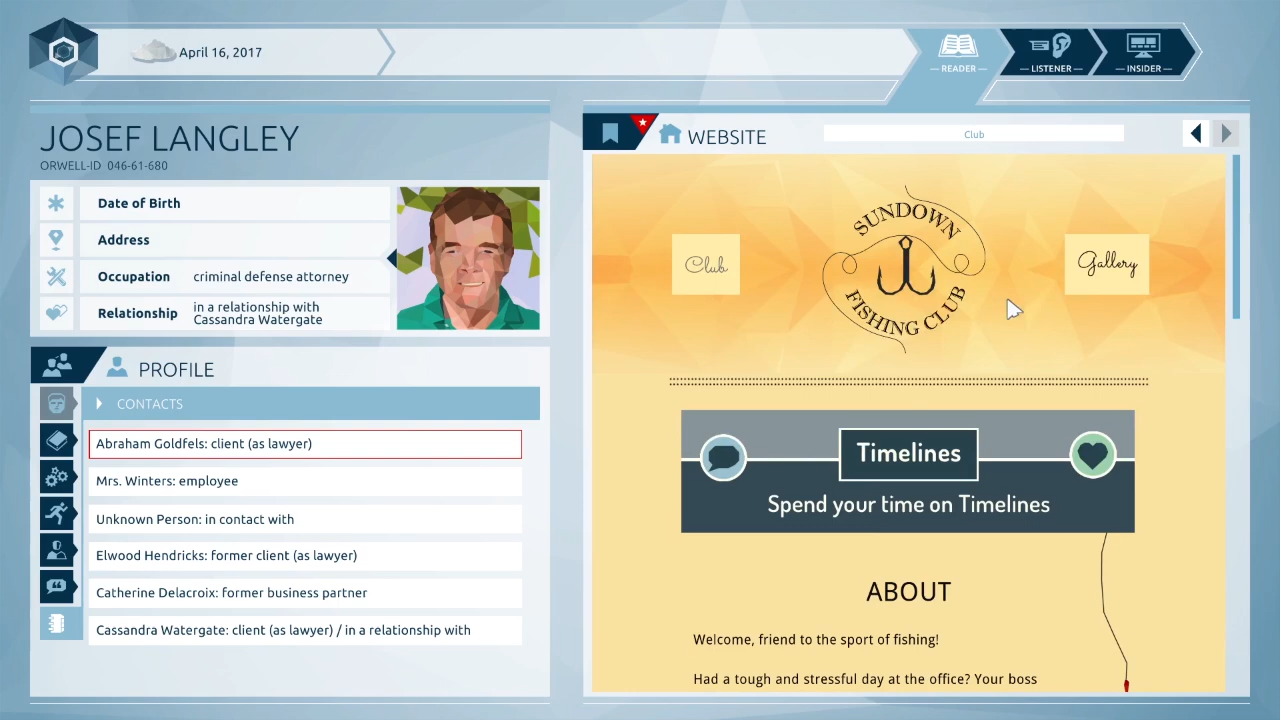 April 16, 2017
— READER —
— LISTENER —
— INSIDER —
JOSEF LANGLEY
ORWELL-ID 046-61-680
Date of Birth
Address
Occupation criminal defense attorney
Relationship in a relationship with
Cassandra Watergate
PROFILE
CONTACTS
Abraham Goldfels: client (as lawyer)
Mrs. Winters: employee
Unknown Person: in contact with
Elwood Hendricks: former client (as lawyer)
Catherine Delacroix: former business partner
Cassandra Watergate: client (as lawyer) / in a relationship with
WEBSITE
Club
Club
SUNDOWN
FISHING CLUB
Gallery
Timelines
Spend your time on Timelines
ABOUT
Welcome, friend to the sport of fishing!
Had a tough and stressful day at the office? Your boss